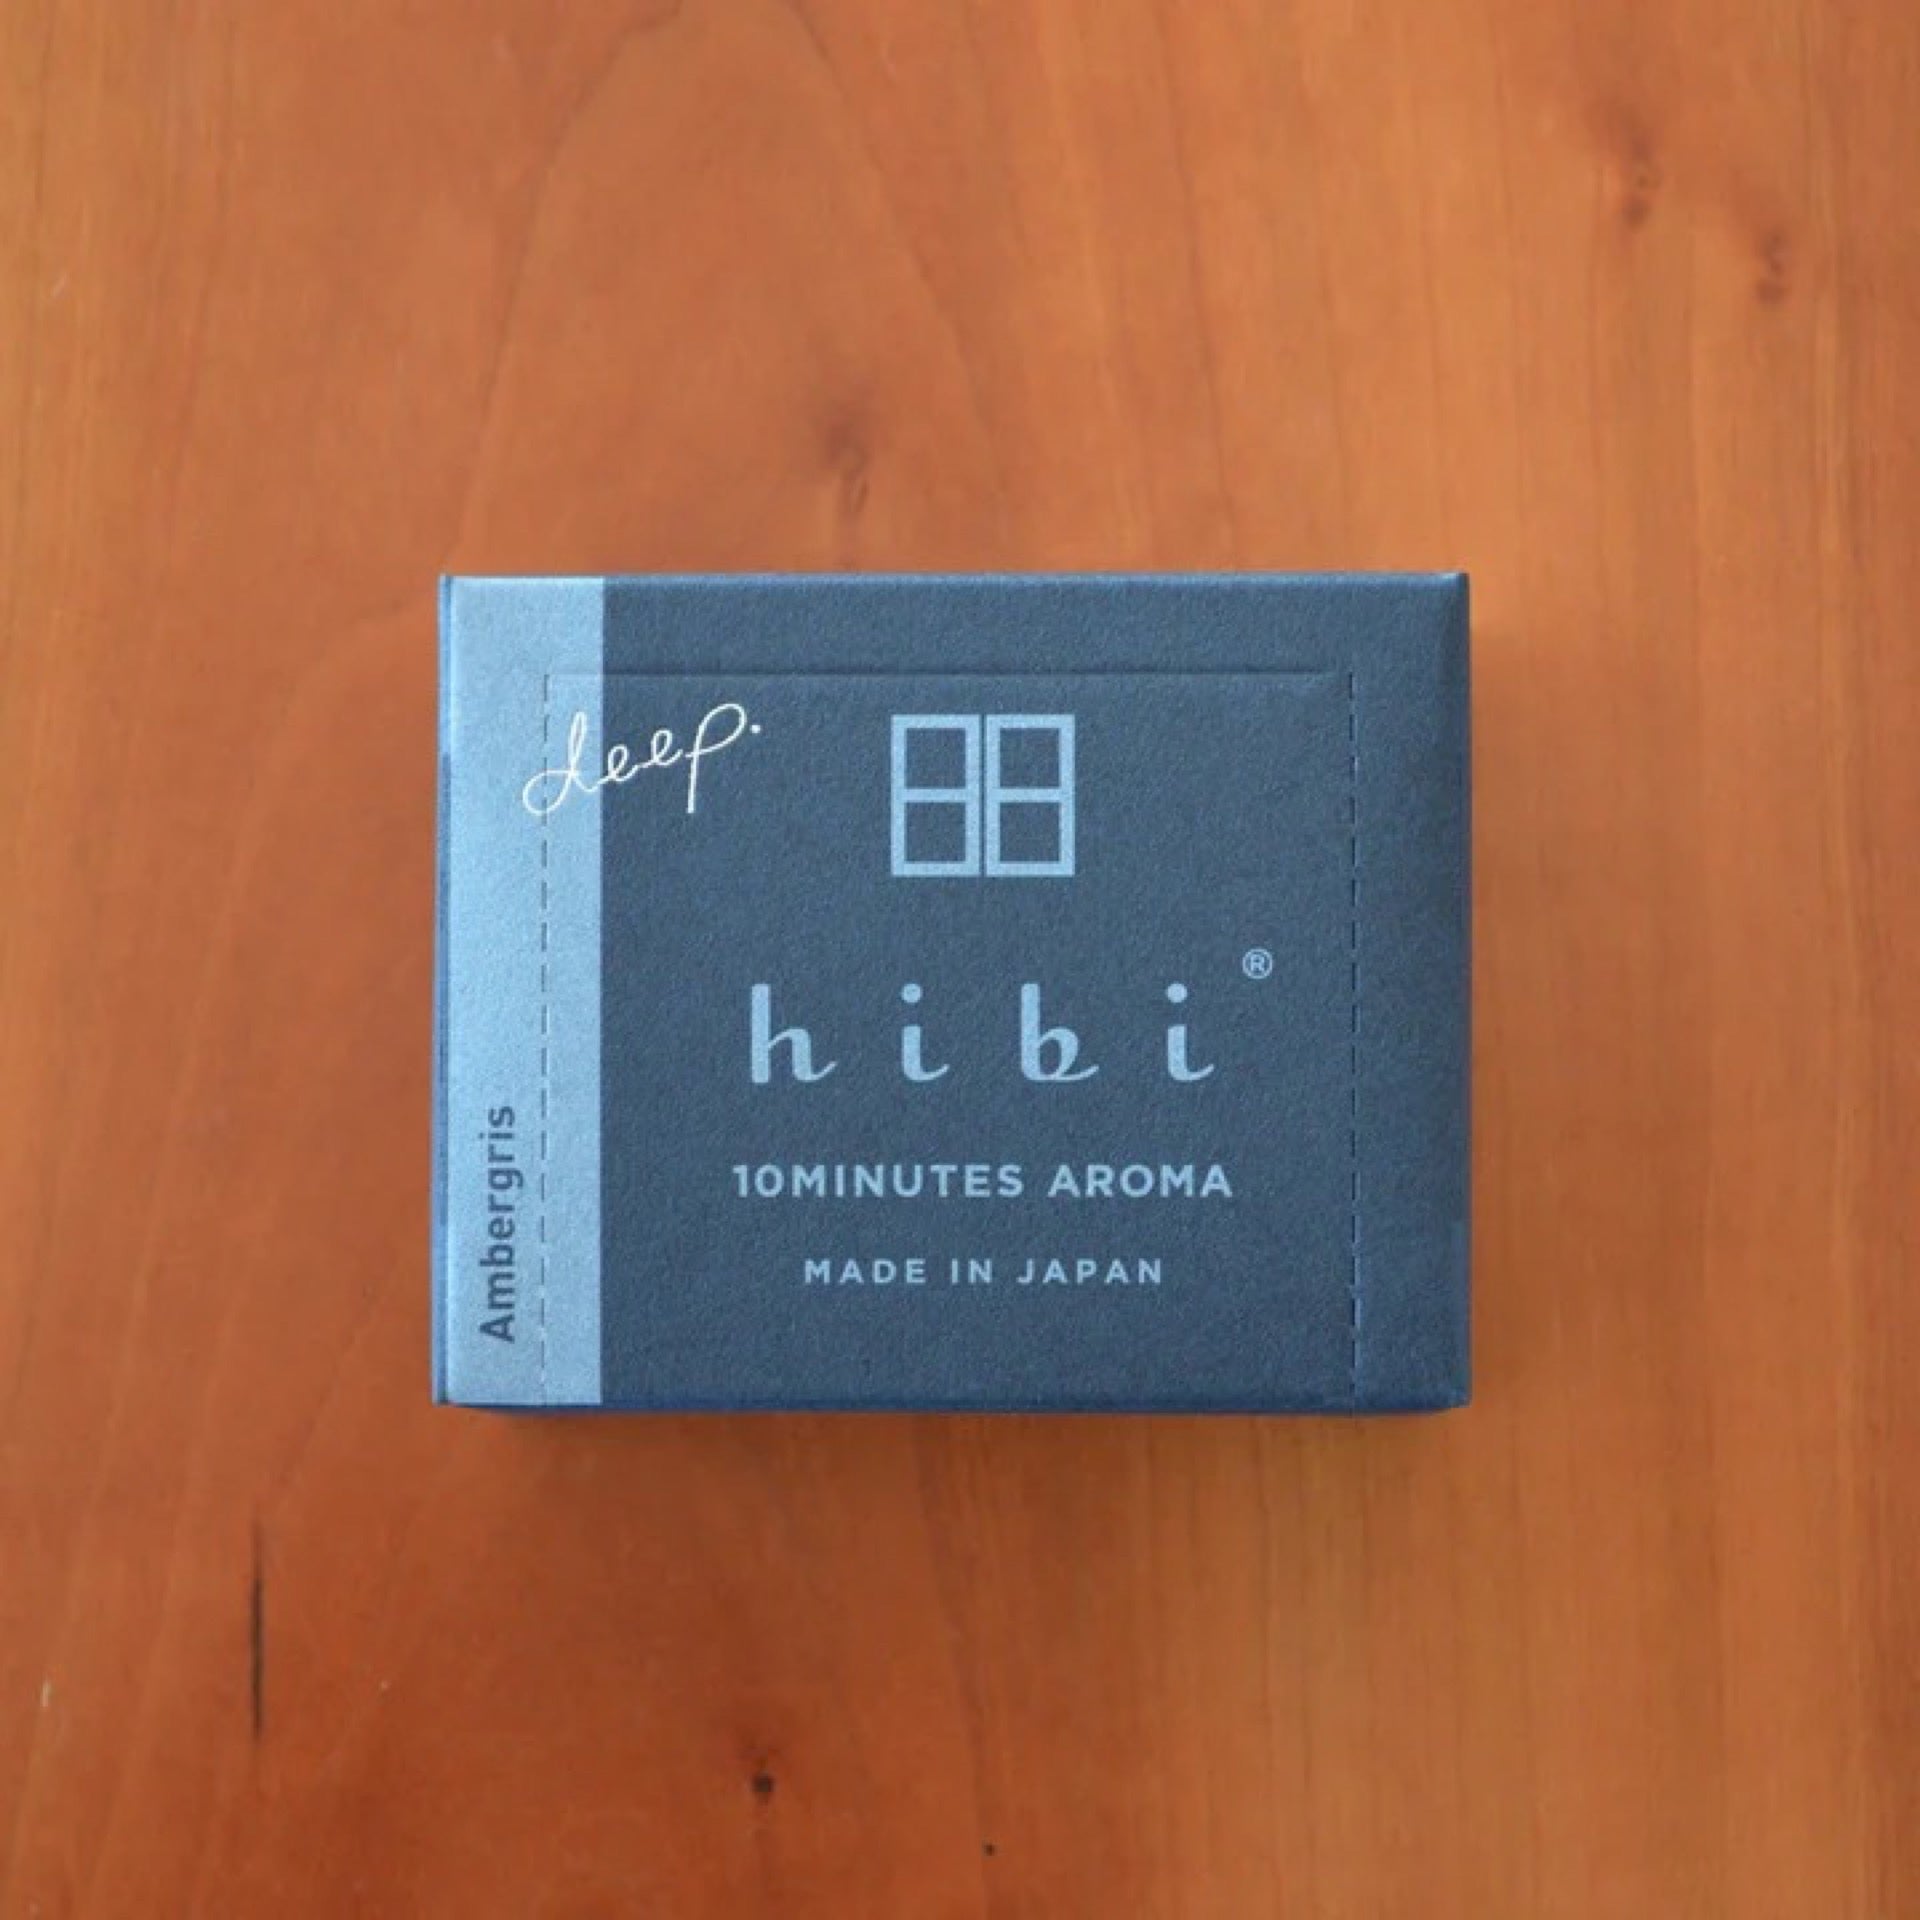 deep.
hibi®
10MINUTES AROMA
MADE IN JAPAN
Ambergris